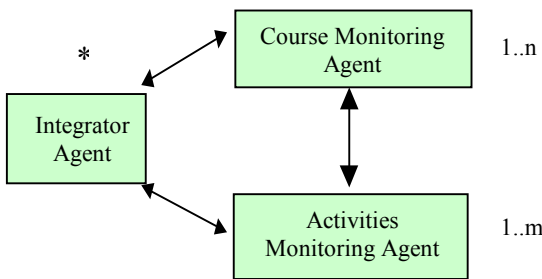 *
Course Monitoring
Agent
1..n
Integrator
Agent
Activities
Monitoring Agent
1..m